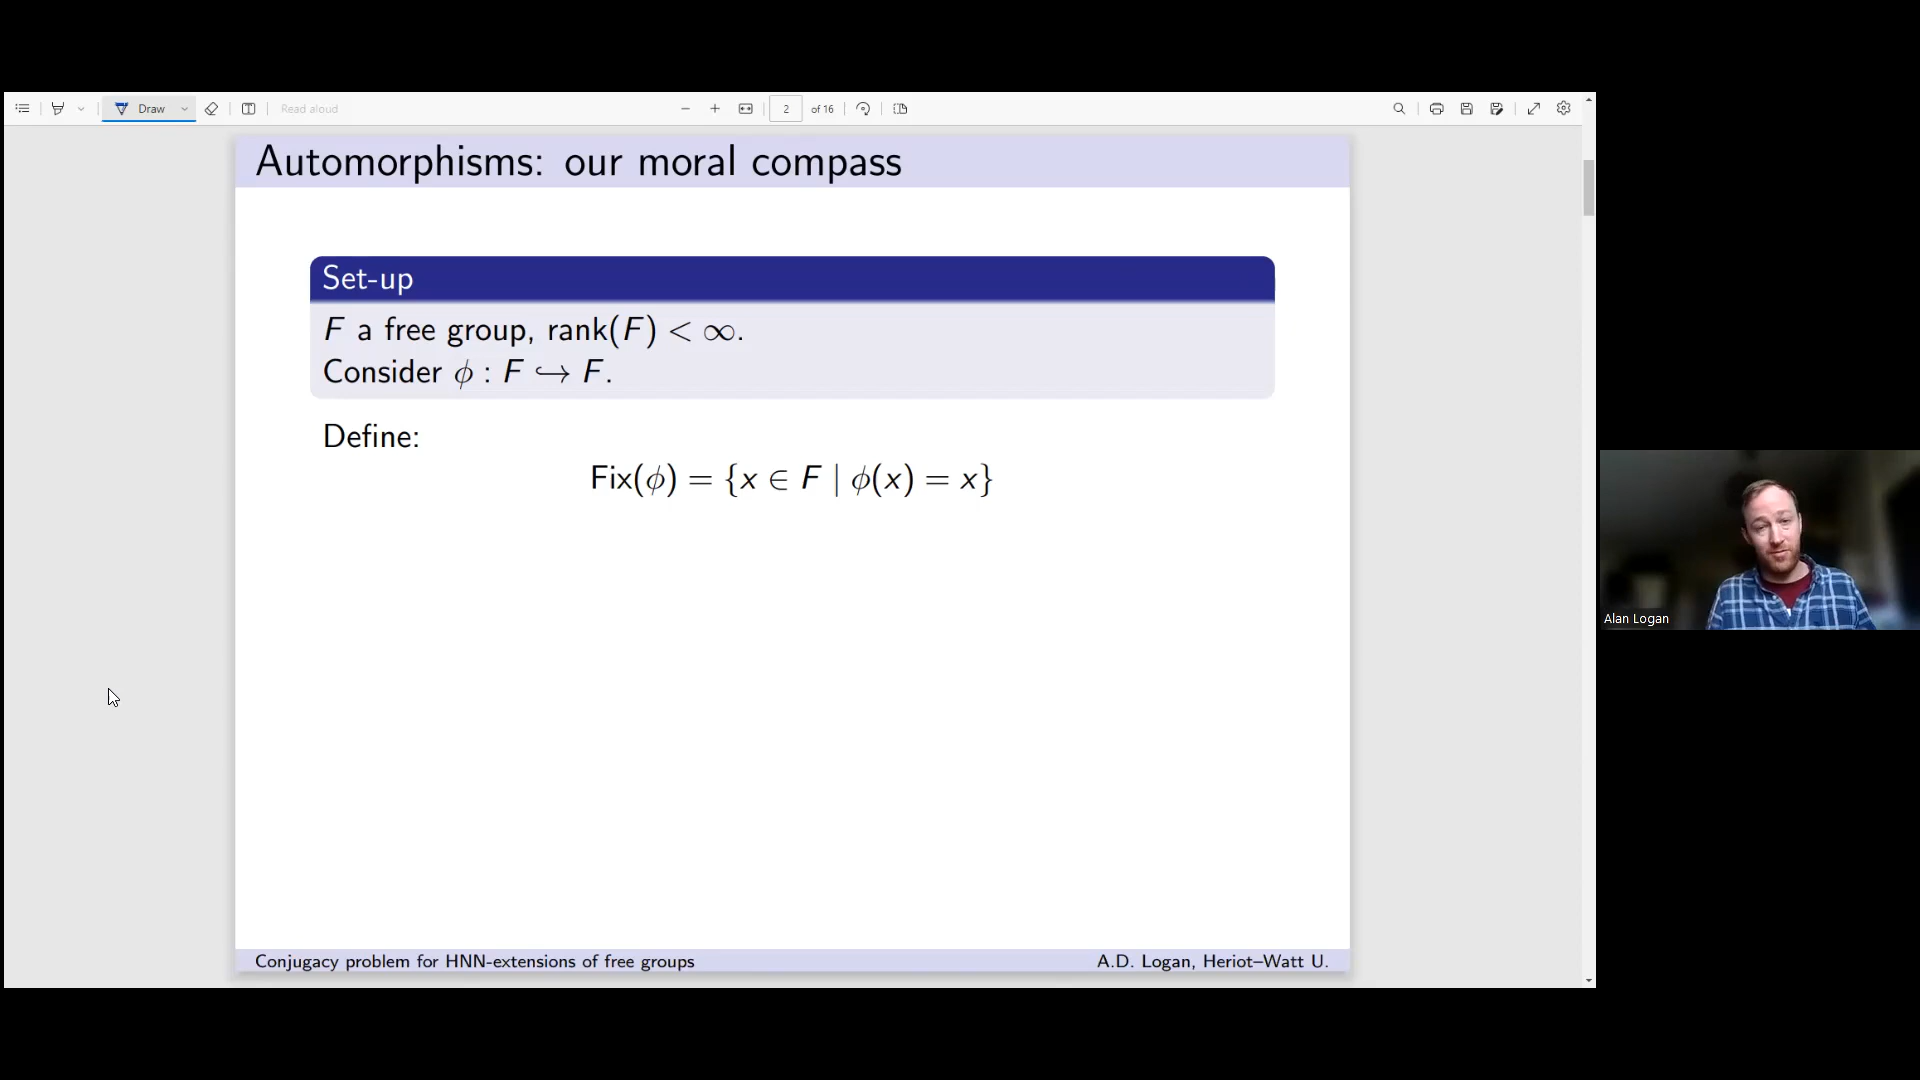 Draw
Read aloud
2 of 16
Automorphisms: our moral compass
Set-up
F a free group, rank(F) < ∞.
Consider ϕ : F ↪ F.
Define:
Fix(ϕ) = {x ∈ F | ϕ(x) = x}
Alan Logan
Conjugacy problem for HNN-extensions of free groups
A.D. Logan, Heriot–Watt U.